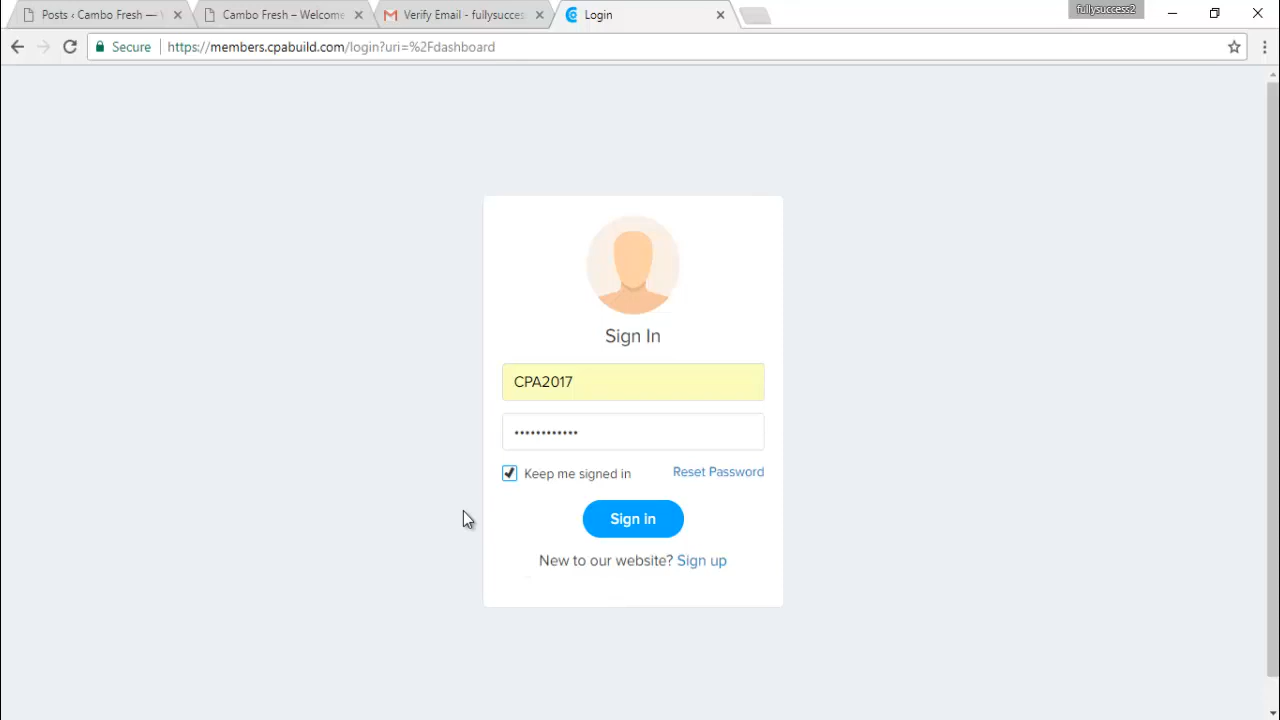 Posts ‹ Cambo Fresh —
Cambo Fresh – Welcome
Verify Email - fullysucces
Login
fullysuccess2
Secure
https://members.cpabuild.com/login?uri=%2Fdashboard
Sign In
CPA2017
••••••••••••
Keep me signed in
Reset Password
Sign in
New to our website? Sign up